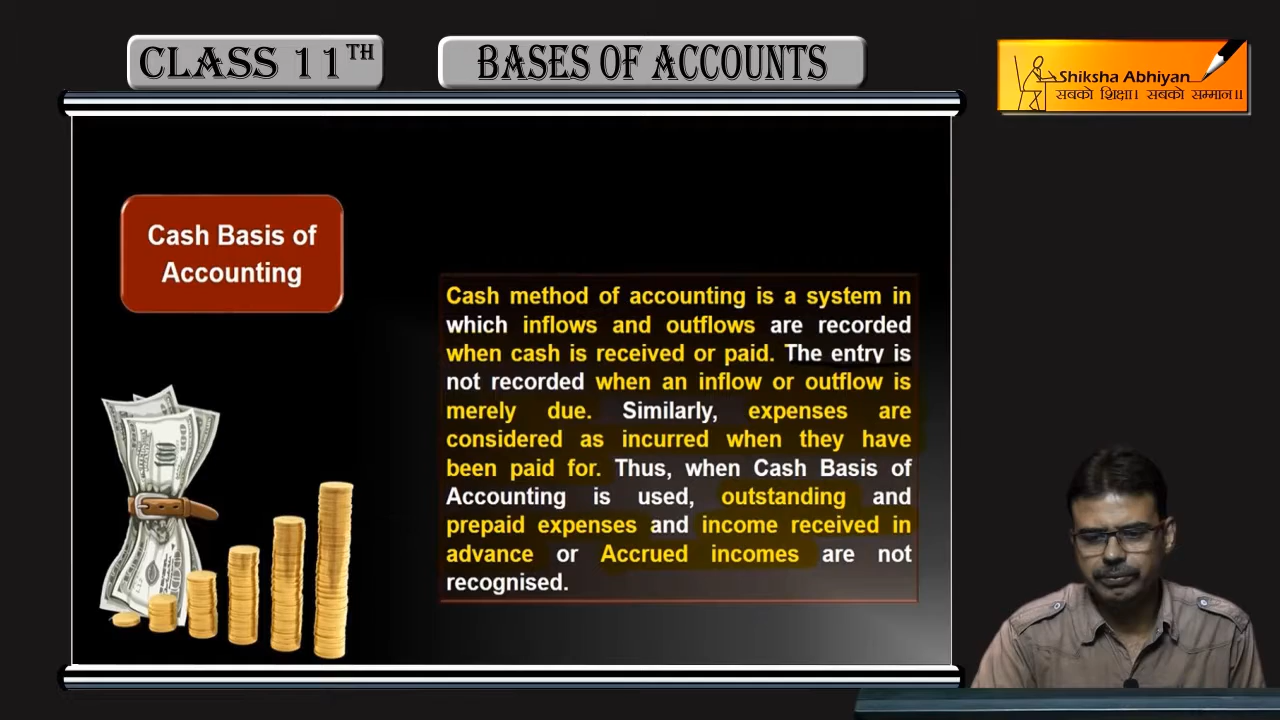 CLASS 11TH
BASES OF ACCOUNTS
Shiksha Abhiyan
सबको शिक्षा। सबको सम्मान॥
Cash Basis of
Accounting
Cash method of accounting is a system in
which inflows and outflows are recorded
when cash is received or paid. The entry is
not recorded when an inflow or outflow is
merely due. Similarly, expenses are
considered as incurred when they have
been paid for. Thus, when Cash Basis of
Accounting is used, outstanding and
prepaid expenses and income received in
advance or Accrued incomes are not
recognised.
100